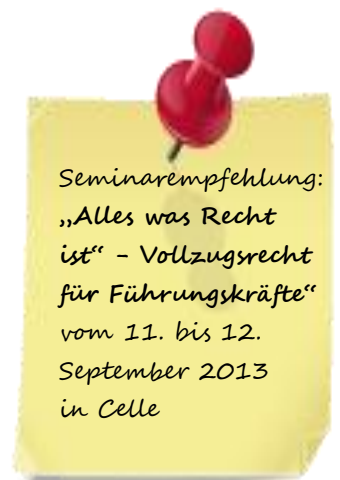 Seminarempfehlung:
„Alles was Recht
ist“ - Vollzugsrecht
für Führungskräfte“
vom 11. bis 12.
September 2013
in Celle